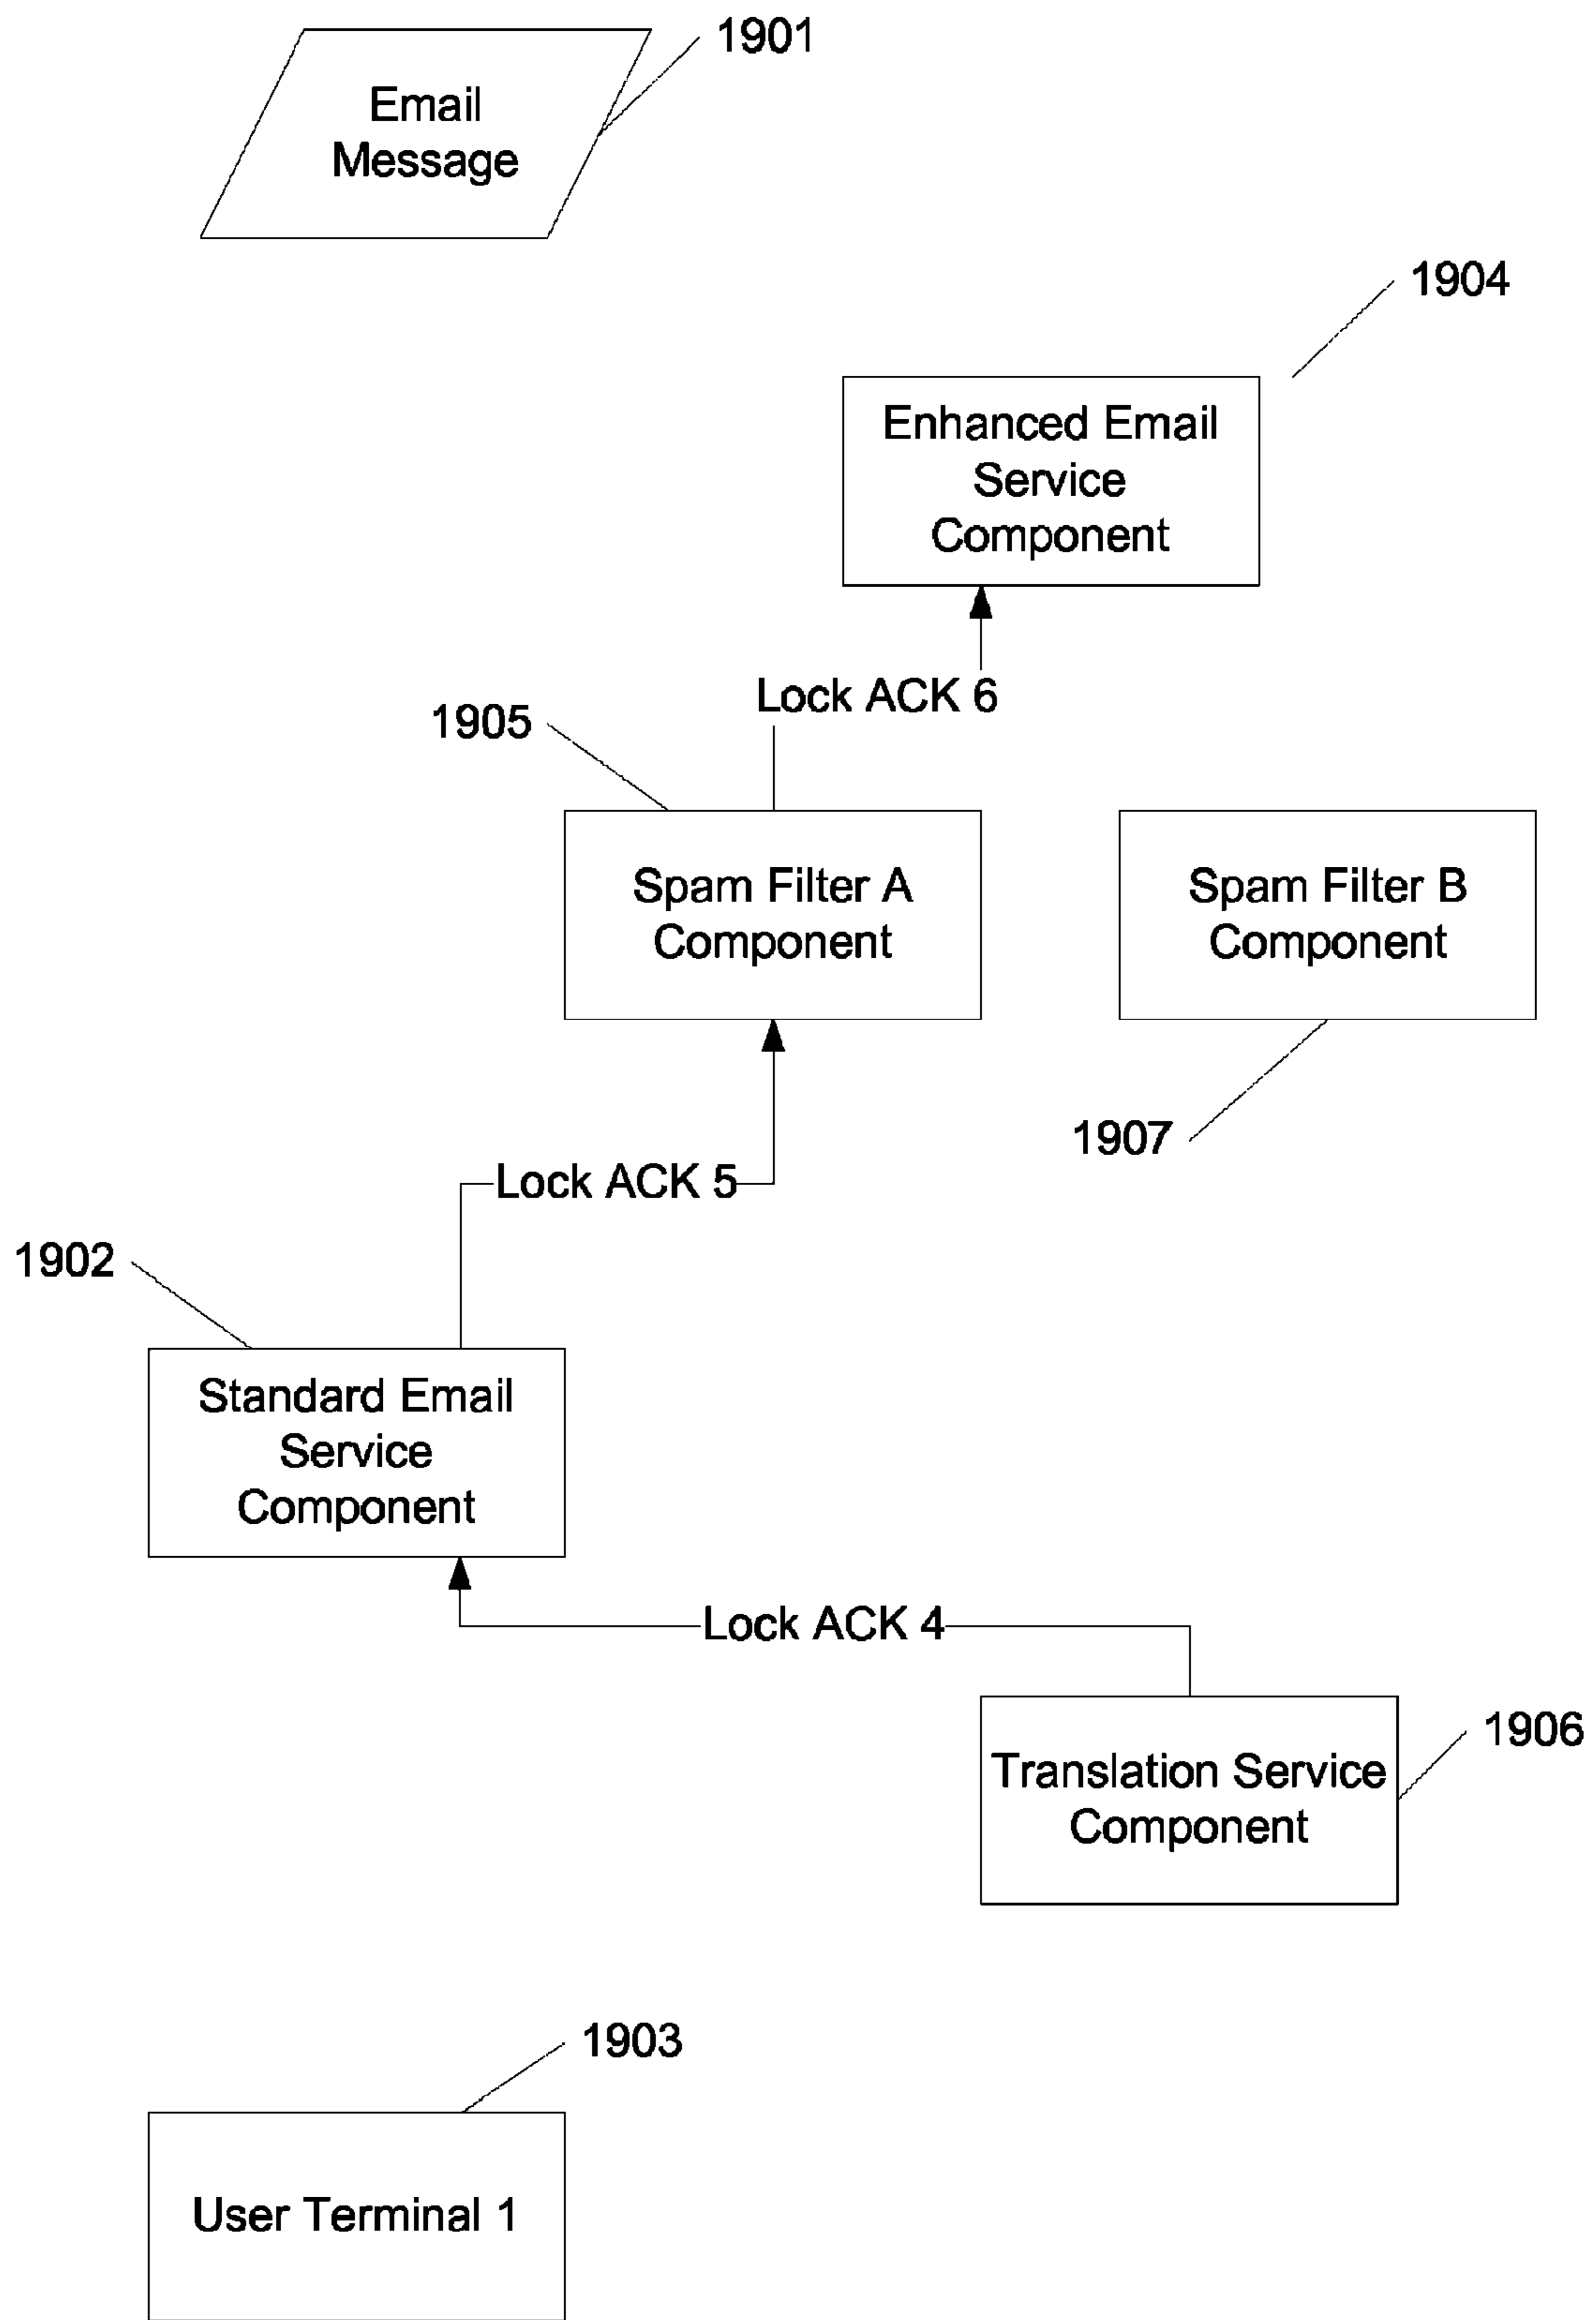 1901
Email
Message
1904
Enhanced Email
Service
Component
Lock ACK 6
1905
Spam Filter A
Component
Spam Filter B
Component
1907
Lock ACK 5
1902
Standard Email
Service
Component
Lock ACK 4
1906
Translation Service
Component
1903
User Terminal 1